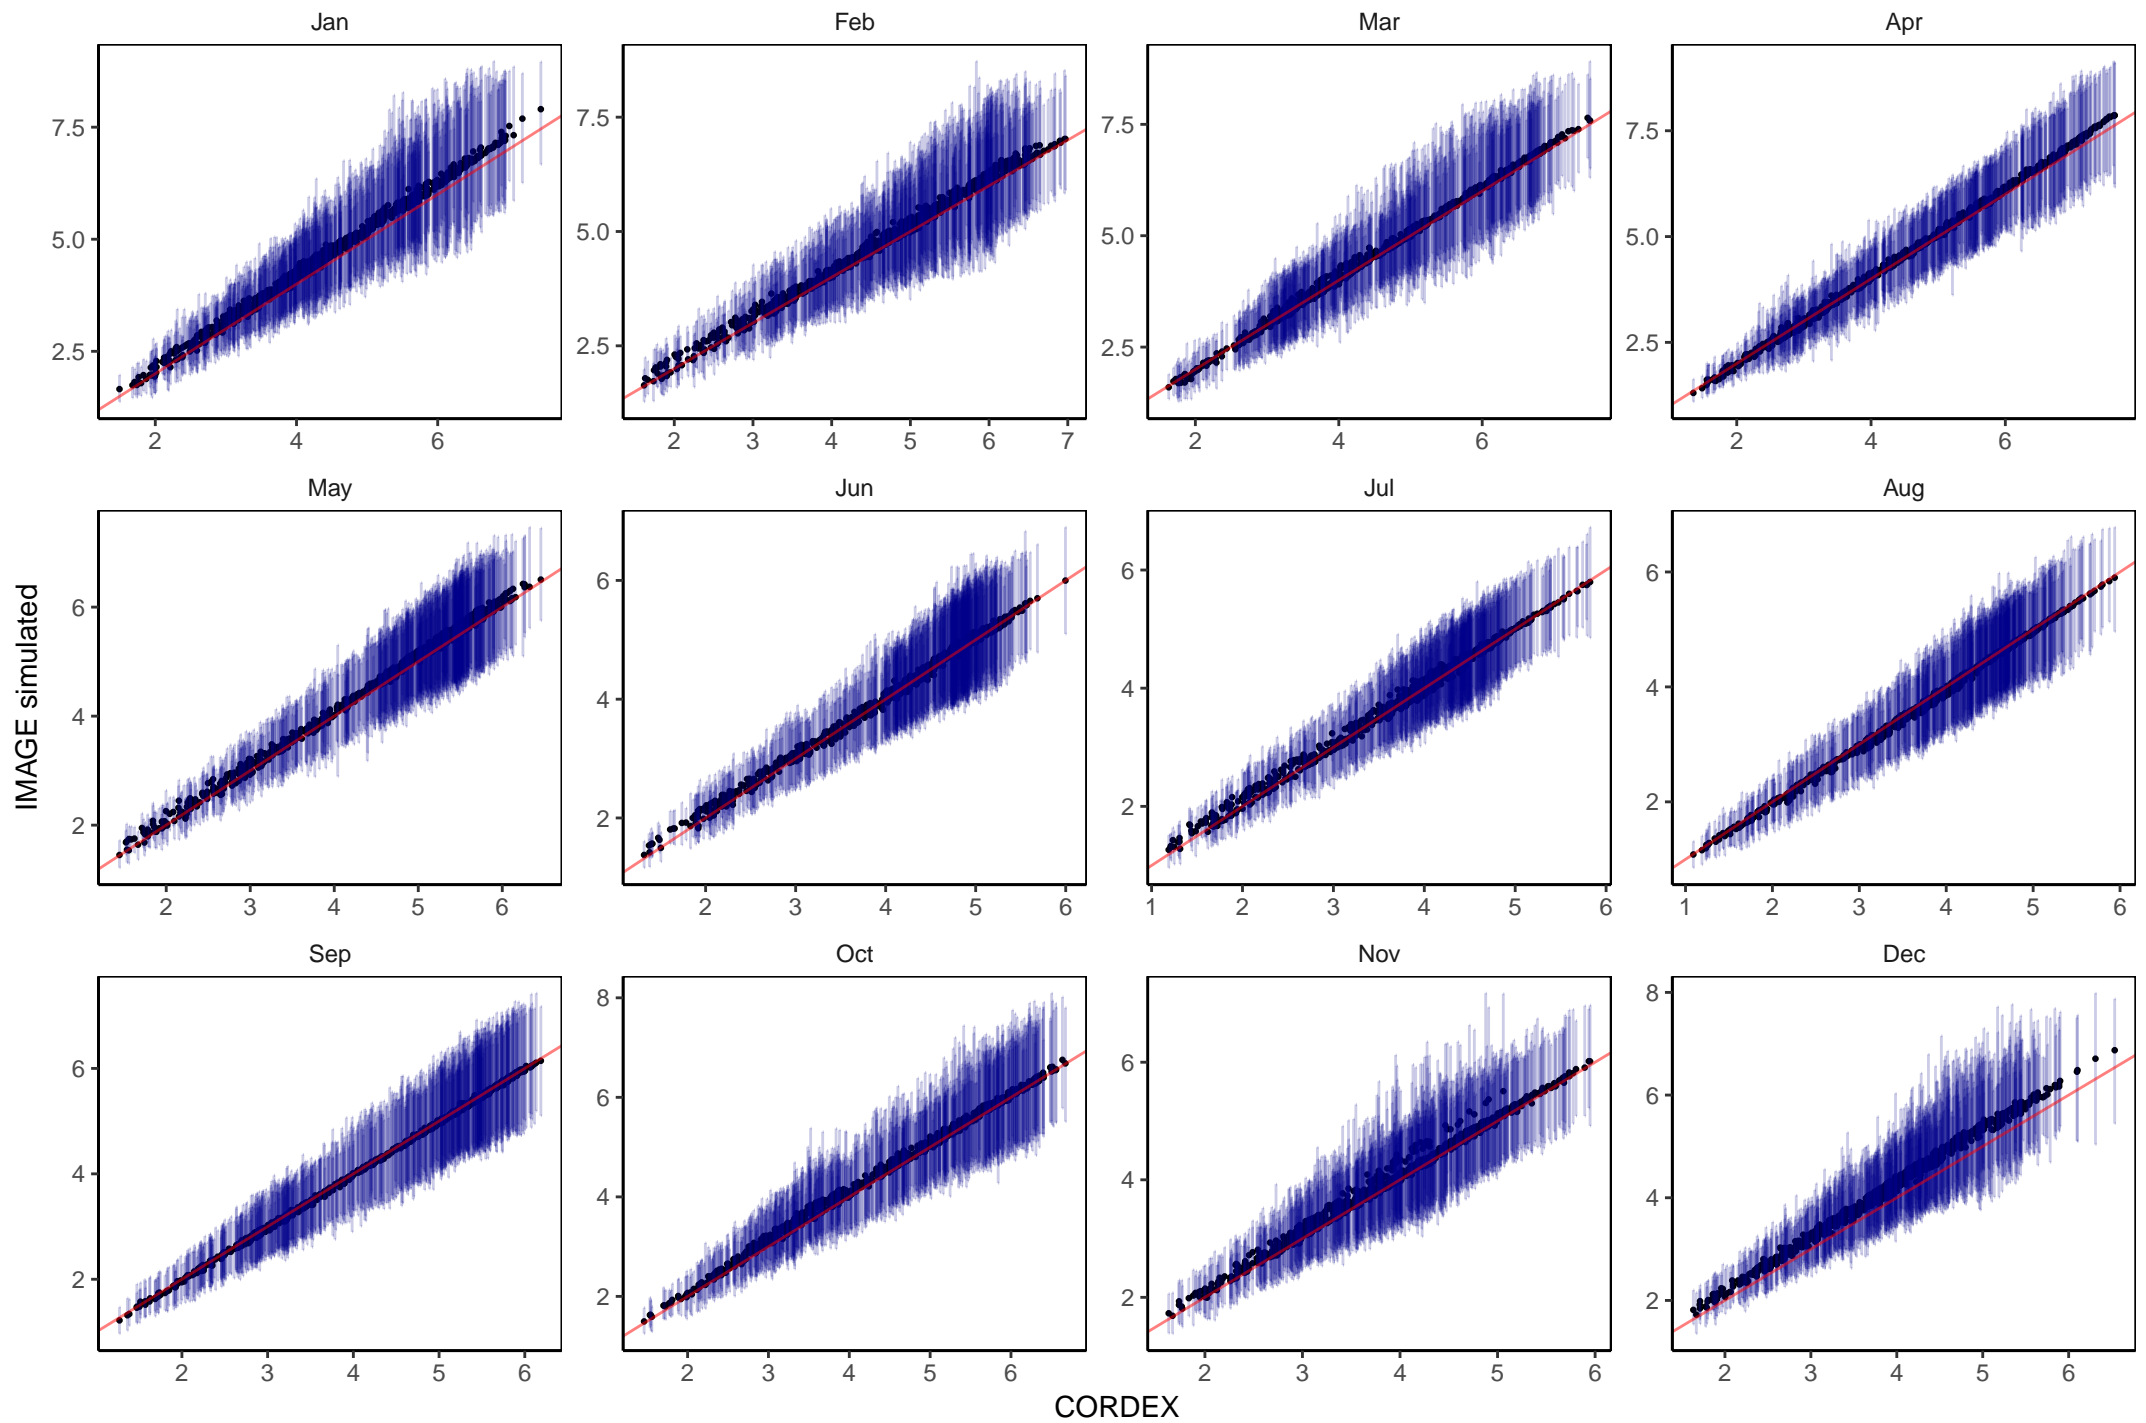 Jan Feb Mar Apr
7.5 7.5 7.5 7.5
5.0 5.0 5.0 5.0
2.5 2.5 2.5 2.5
2 4 6 2 3 4 5 6 7 2 4 6 2 4 6
May Jun Jul Aug
6 6 6 6
4 4 4 4
2 2 2 2
2 3 4 5 6 2 3 4 5 6 1 2 3 4 5 6 1 2 3 4 5 6
IMAGE simulated
Sep Oct Nov Dec
8 8
6 6 6 6
4 4 4 4
2 2 2 2
2 3 4 5 6 2 3 4 5 6 2 3 4 5 6 2 3 4 5 6
CORDEX